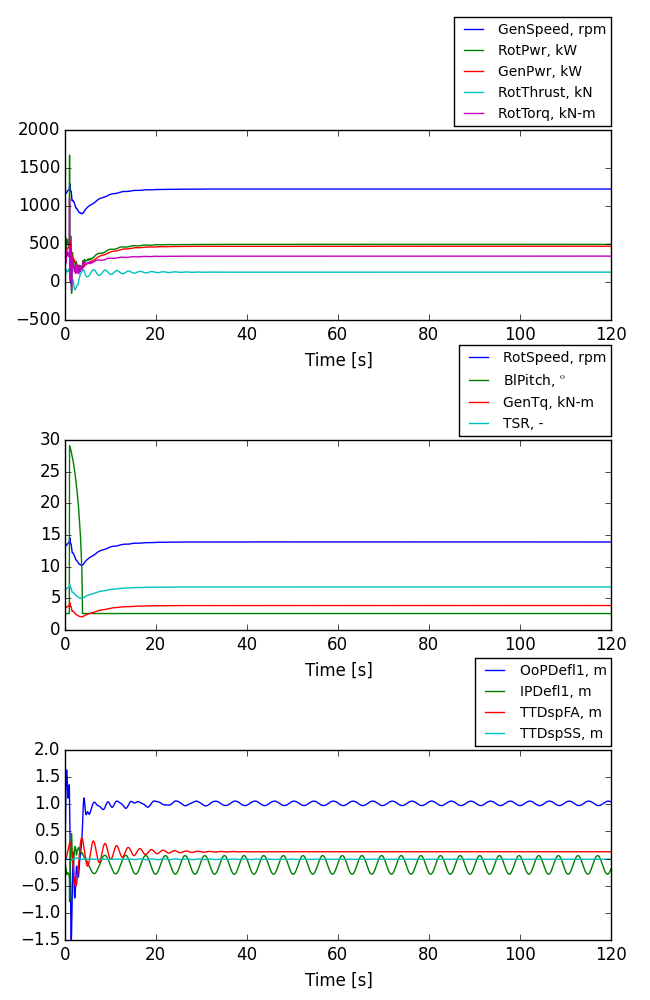 GenSpeed, rpm
RotPwr, kW
GenPwr, kW
RotThrust, kN
RotTorq, kN-m
2000
1500
1000
500
0
−500
0 20 40 60 80 100 120
Time [s]
RotSpeed, rpm
BlPitch, °
GenTq, kN-m
TSR, -
30
25
20
15
10
5
0
0 20 40 60 80 100 120
Time [s]
OoPDefl1, m
IPDefl1, m
TTDspFA, m
TTDspSS, m
2.0
1.5
1.0
0.5
0.0
−0.5
−1.0
−1.5
0 20 40 60 80 100 120
Time [s]